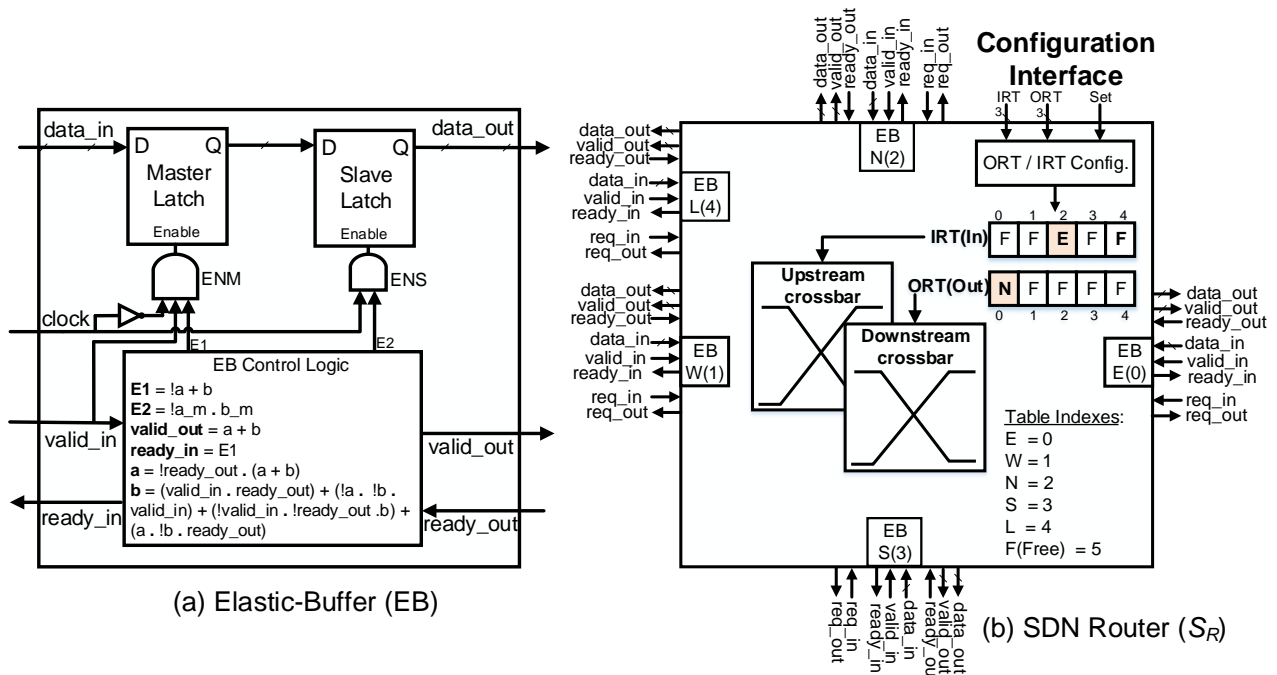 data_in
data_out
D Q
Master
Latch
Enable
D Q
Slave
Latch
Enable
ENM
ENS
clock
E1
E2
EB Control Logic
E1 = !a + b
E2 = !a_m . b_m
valid_out = a + b
ready_in = E1
a = !ready_out . (a + b)
b = (valid_in . ready_out) + (!a . !b .
valid_in) + (!valid_in . !ready_out .b) +
(a . !b . ready_out)
valid_in
valid_out
ready_in
ready_out
(a) Elastic-Buffer (EB)
data_out
valid_out
ready_out
data_in
valid_in
ready_in
req_in
req_out
Configuration
Interface
IRT
ORT
Set
3
3
ORT / IRT Config.
EB
N(2)
data_out
valid_out
ready_out
data_in
valid_in
ready_in
EB
L(4)
req_in
req_out
0 1 2 3 4
IRT(In) F F E F F
ORT(Out) N F F F F
0 1 2 3 4
Upstream
crossbar
Downstream
crossbar
data_out
valid_out
ready_out
data_in
valid_in
ready_in
EB
W(1)
req_in
req_out
data_out
valid_out
ready_out
data_in
valid_in
ready_in
EB
E(0)
req_in
req_out
Table Indexes:
E = 0
W = 1
N = 2
S = 3
L = 4
F(Free) = 5
EB
S(3)
req_out
req_in
ready_in
valid_in
data_in
ready_out
valid_out
data_out
(b) SDN Router (SR)